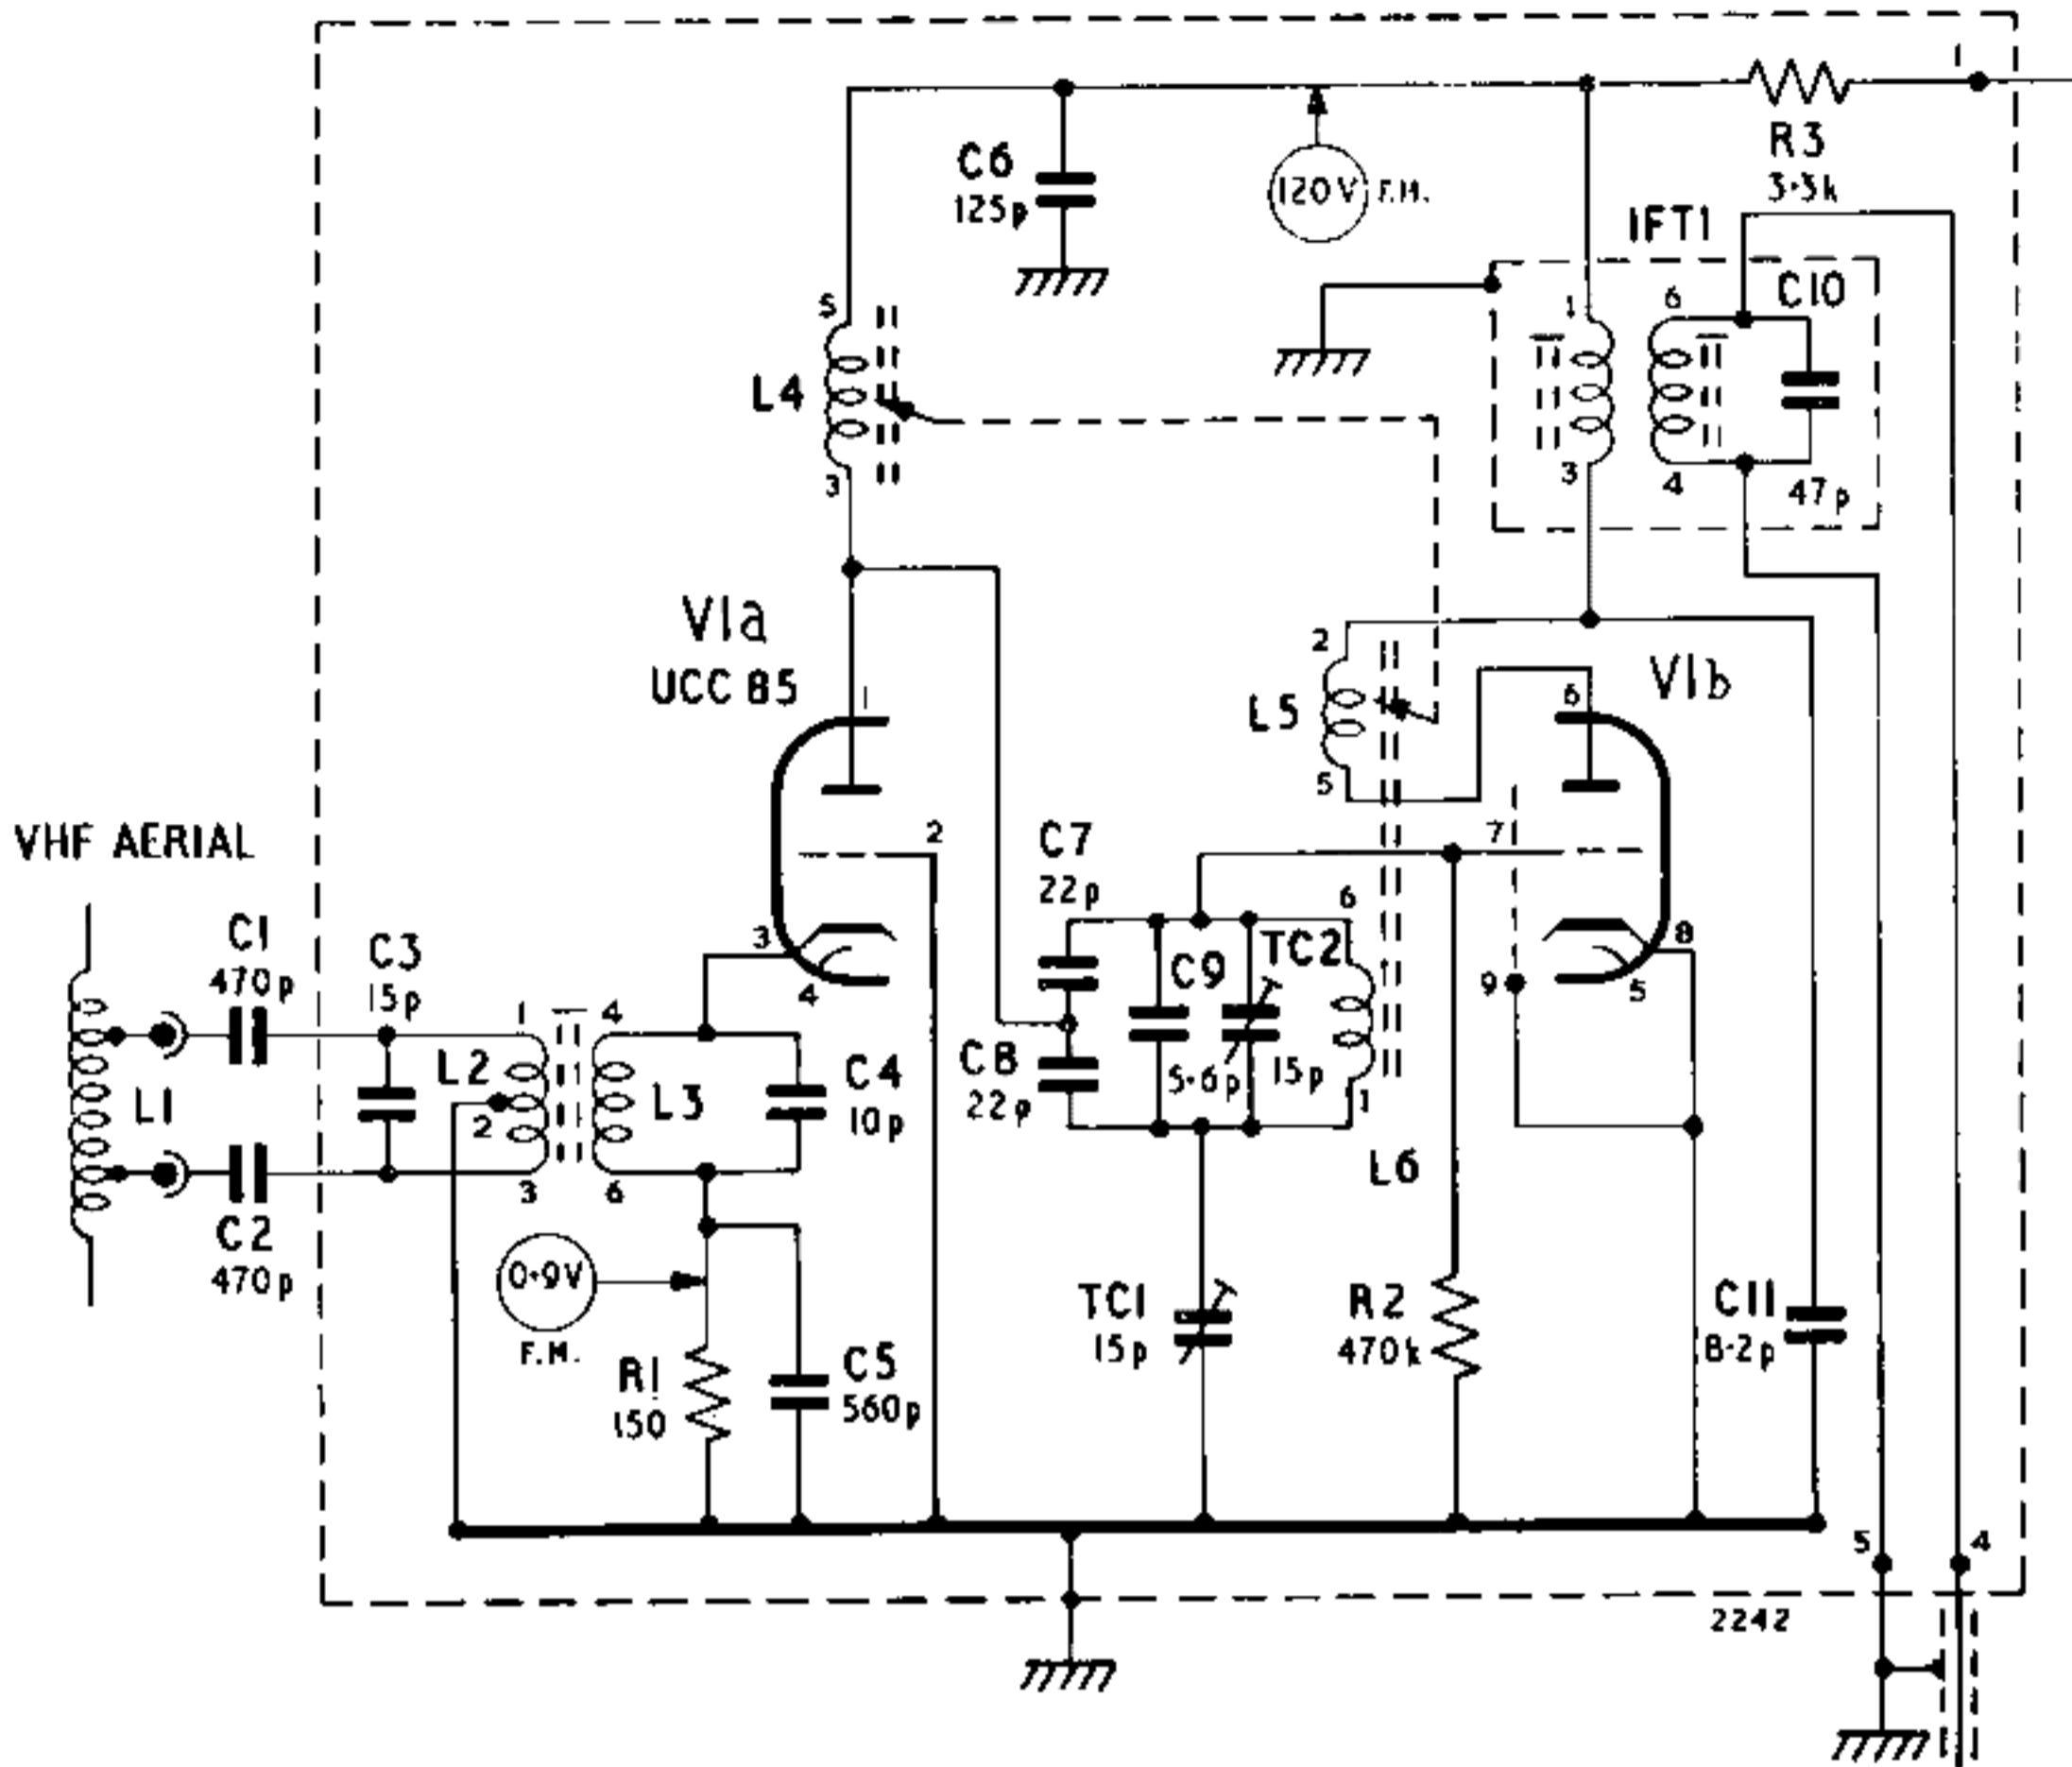 1
R3
3·3k
C6
125p
120V F.M.
IFT1
C10
5
1
6
L4
3
3
4
47p
V1a
UCC 85
1
2
L5
5
6
V1b
VHF AERIAL
2
7
C7
22p
6
C1
470p
C3
15p
3
4
C9
TC2
8
9
5
1
4
L2
2
L3
C4
10p
C8
22p
5·6p
15p
1
L1
3
6
L6
C2
470p
0·9V
F.M.
R1
150
C5
560p
TC1
15p
R2
470k
C11
8·2p
5
4
2242